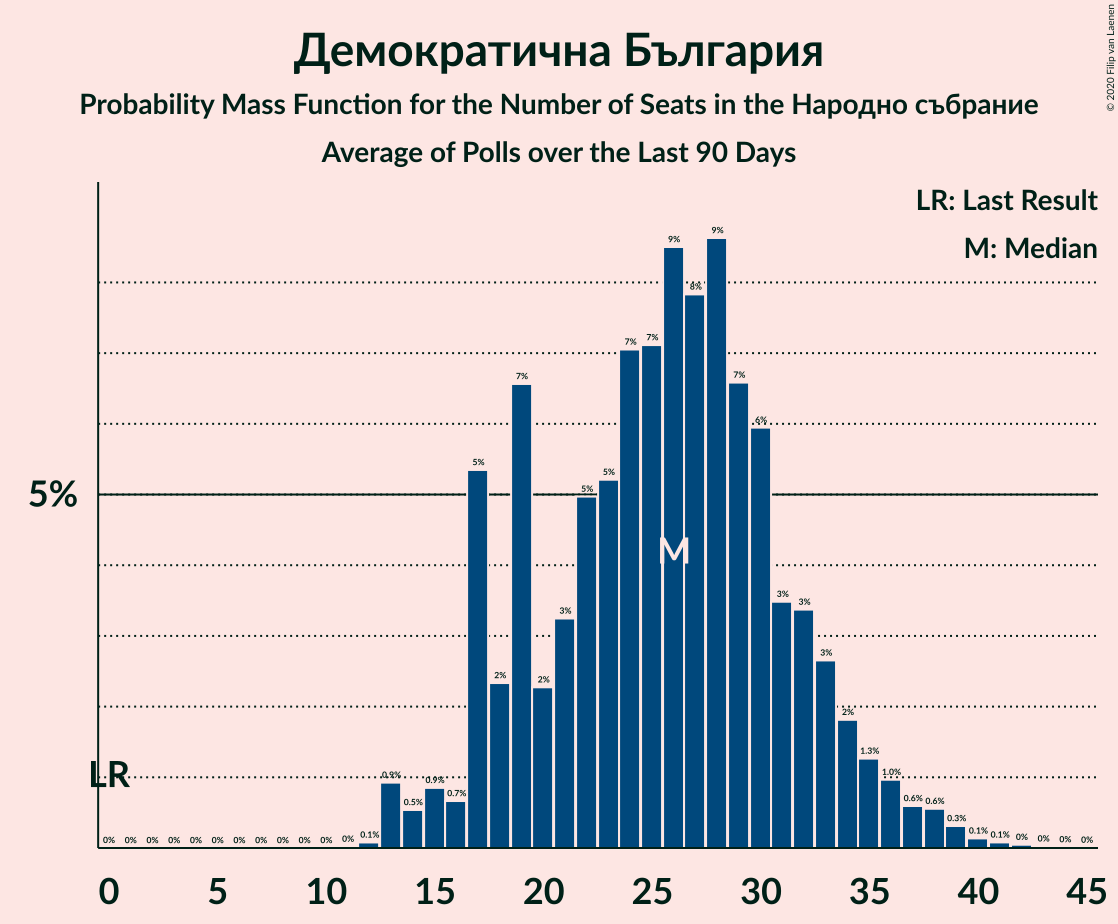 Демократична България
Probability Mass Function for the Number of Seats in the Народно събрание
Average of Polls over the Last 90 Days
© 2020 Filip van Laenen
LR: Last Result
M: Median
5%
LR
M
0% 0% 0% 0% 0% 0% 0% 0% 0% 0% 0% 0% 0.1% 0.9% 0.5% 0.9% 0.7% 5% 2% 7% 2% 3% 5% 5% 7% 7% 9% 8% 9% 7% 6% 3% 3% 3% 2% 1.3% 1.0% 0.6% 0.6% 0.3% 0.1% 0.1% 0% 0% 0% 0%
0 5 10 15 20 25 30 35 40 45